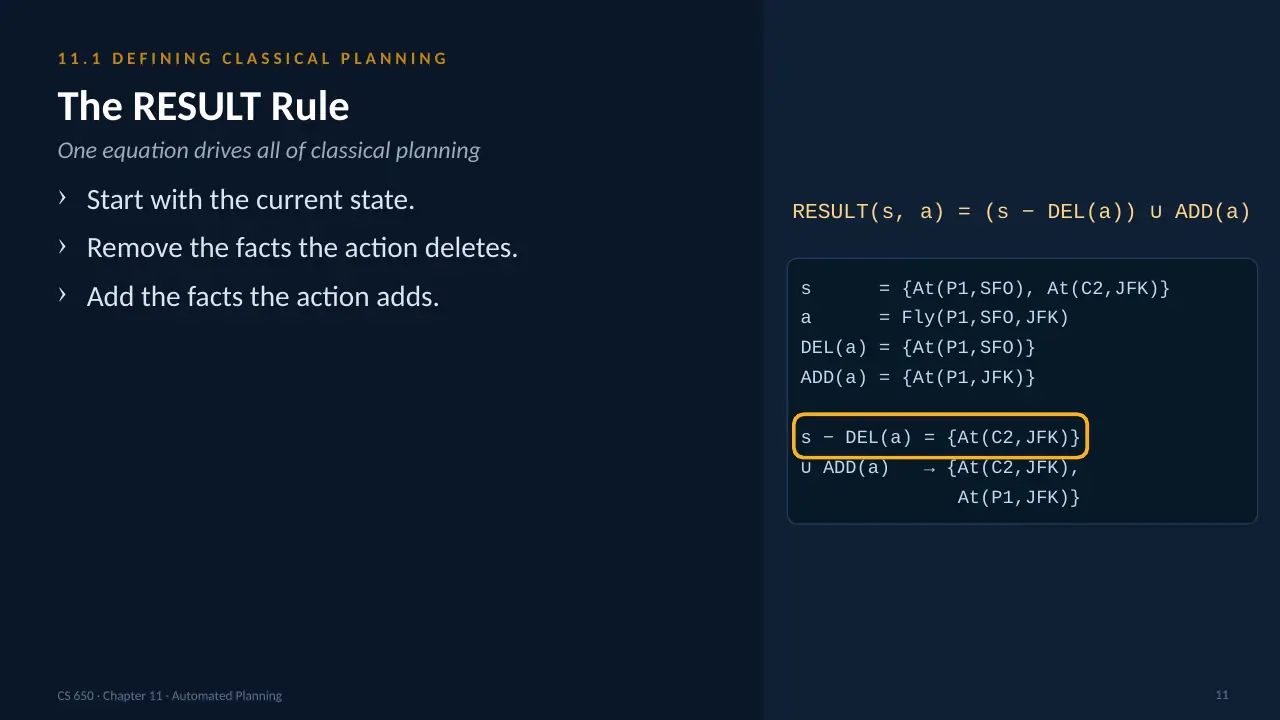 11.1 DEFINING CLASSICAL PLANNING
The RESULT Rule
One equation drives all of classical planning
› Start with the current state.
› Remove the facts the action deletes.
› Add the facts the action adds.
RESULT(s, a) = (s − DEL(a)) ∪ ADD(a)
s      = {At(P1,SFO), At(C2,JFK)}
a      = Fly(P1,SFO,JFK)
DEL(a) = {At(P1,SFO)}
ADD(a) = {At(P1,JFK)}
s − DEL(a) = {At(C2,JFK)}
∪ ADD(a)   → {At(C2,JFK),
              At(P1,JFK)}
CS 650 · Chapter 11 · Automated Planning
11